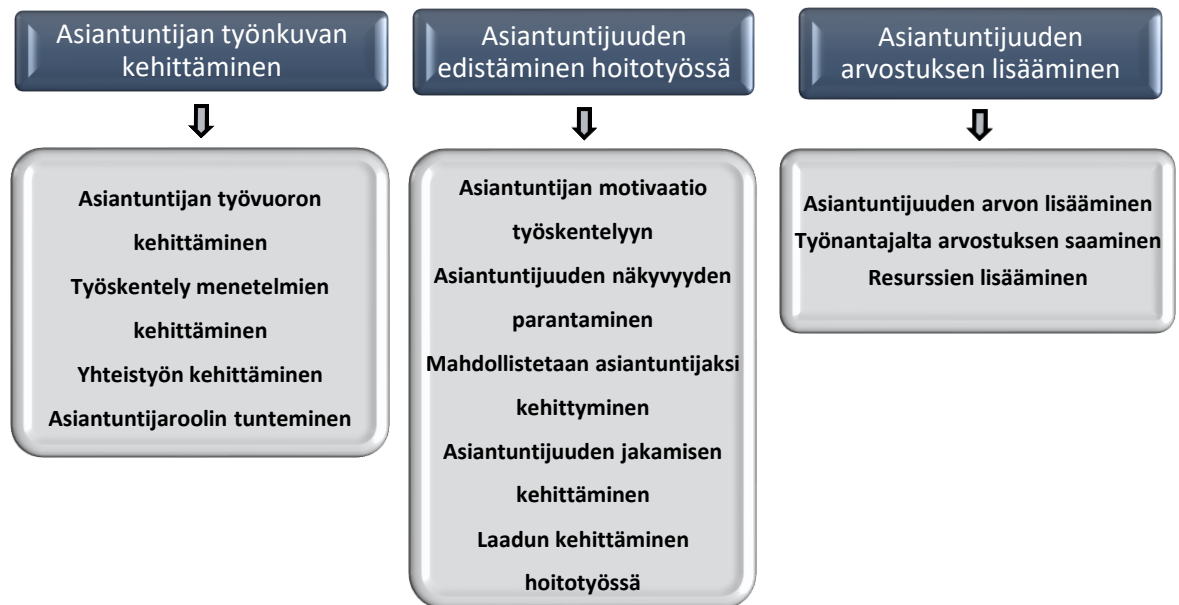 Asiantuntijan työnkuvan
kehittäminen
Asiantuntijan työvuoron
kehittäminen
Työskentely menetelmien
kehittäminen
Yhteistyön kehittäminen
Asiantuntijaroolin tunteminen
Asiantuntijuuden
edistäminen hoitotyössä
Asiantuntijan motivaatio
työskentelyyn
Asiantuntijuuden näkyvyyden
parantaminen
Mahdollistetaan asiantuntijaksi
kehittyminen
Asiantuntijuuden jakamisen
kehittäminen
Laadun kehittäminen
hoitotyössä
Asiantuntijuuden
arvostuksen lisääminen
Asiantuntijuuden arvon lisääminen
Työnantajalta arvostuksen saaminen
Resurssien lisääminen